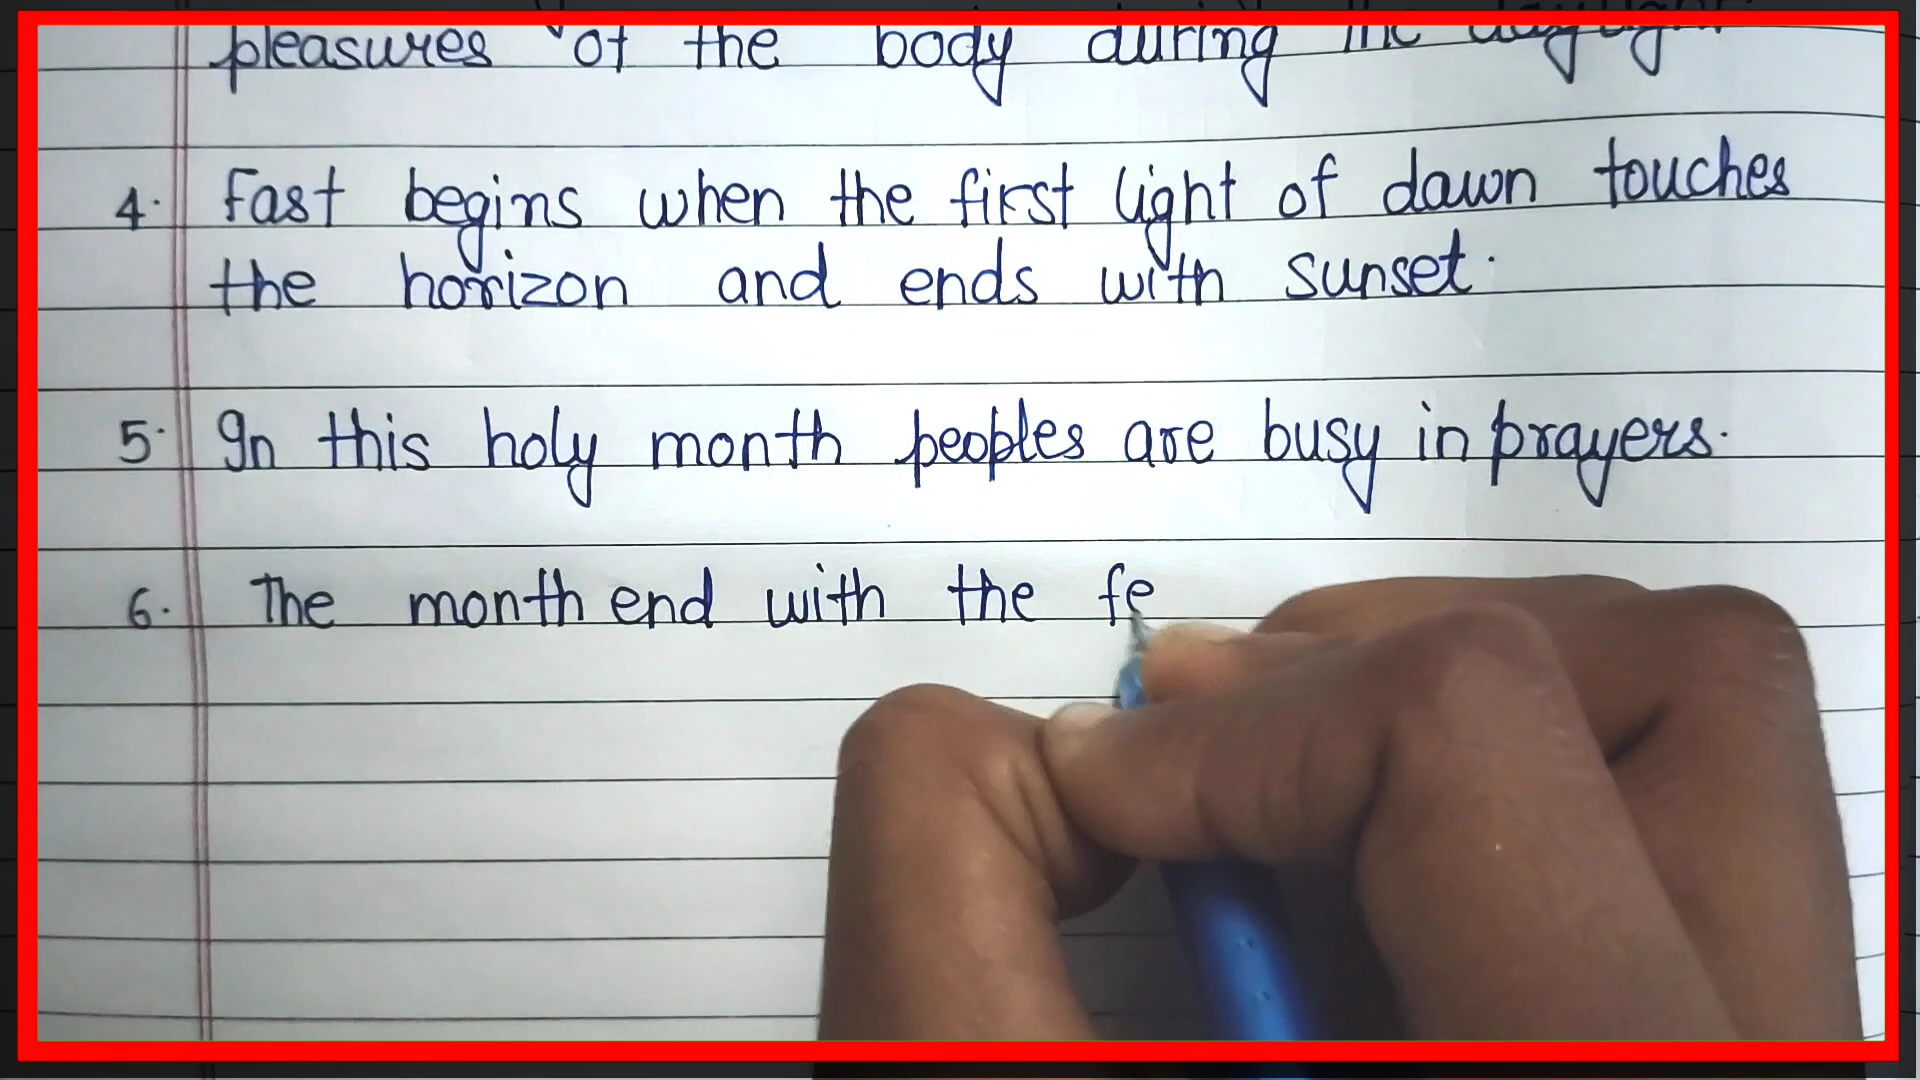 pleasures of the body during the daylight
4. Fast begins when the first light of dawn touches
the horizon and ends with sunset.
5. In this holy month peoples are busy in prayers.
6. The month end with the fe